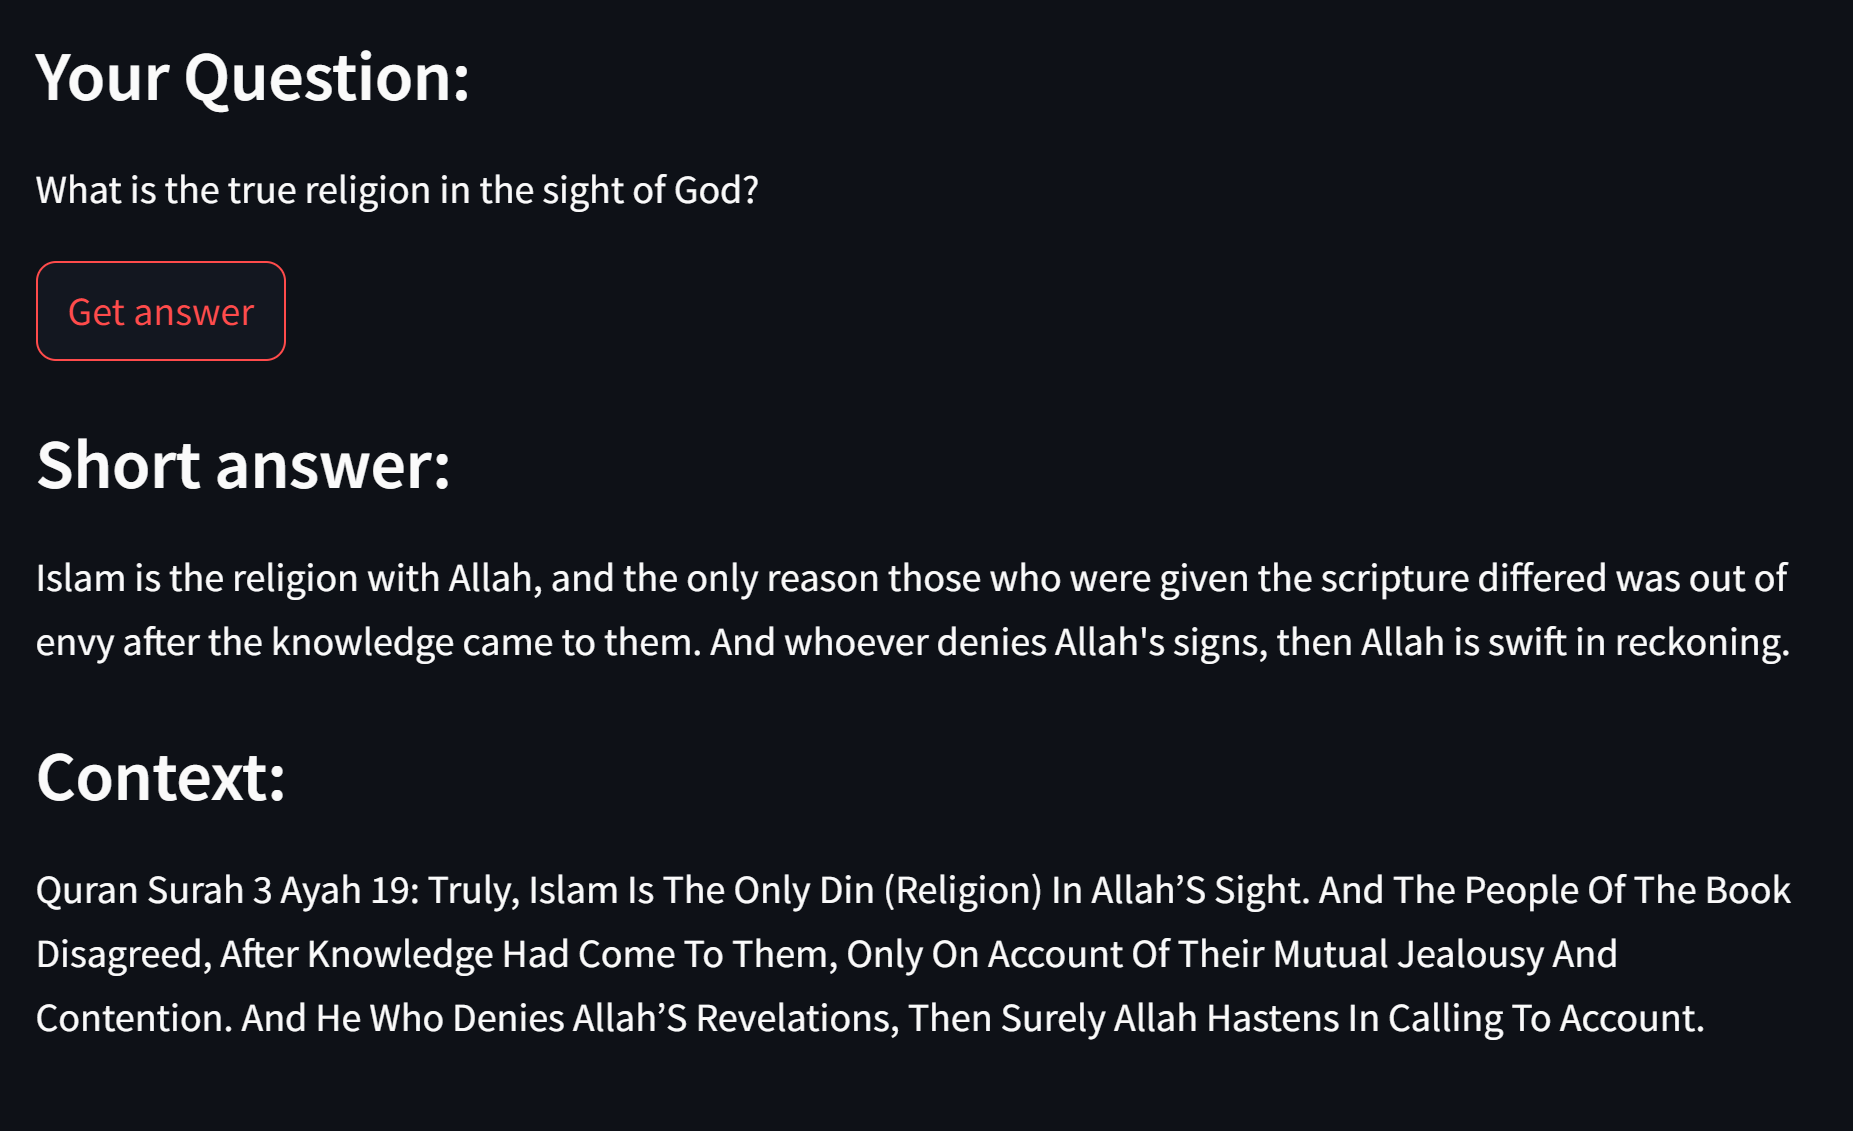 Your Question:
What is the true religion in the sight of God?
Get answer
Short answer:
Islam is the religion with Allah, and the only reason those who were given the scripture differed was out of
envy after the knowledge came to them. And whoever denies Allah's signs, then Allah is swift in reckoning.
Context:
Quran Surah 3 Ayah 19: Truly, Islam Is The Only Din (Religion) In Allah’S Sight. And The People Of The Book
Disagreed, After Knowledge Had Come To Them, Only On Account Of Their Mutual Jealousy And
Contention. And He Who Denies Allah’S Revelations, Then Surely Allah Hastens In Calling To Account.